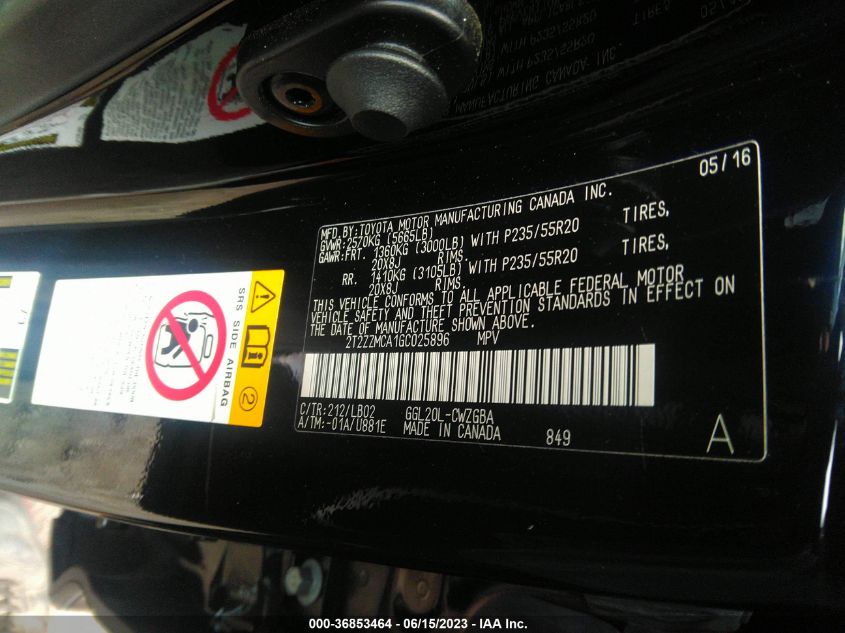 05/16
MFD.BY:TOYOTA MOTOR MANUFACTURING CANADA INC.
GVWR:2570KG (5665LB)
GAWR:FRT. 1360KG (3000LB) WITH P235/55R20 TIRES,
20X8J RIMS.
RR. 1410KG (3105LB) WITH P235/55R20 TIRES,
20X8J RIMS.
THIS VEHICLE CONFORMS TO ALL APPLICABLE FEDERAL MOTOR
VEHICLE SAFETY AND THEFT PREVENTION STANDARDS IN EFFECT ON
THE DATE OF MANUFACTURE SHOWN ABOVE.
2T2ZZMCA1GC025896 MPV
C/TR:212/LB02 GGL20L-CWZGBA
A/TM:-01A/U881E MADE IN CANADA 849 A
SRS SIDE AIRBAG
2
000-36853464 - 06/15/2023 - IAA Inc.